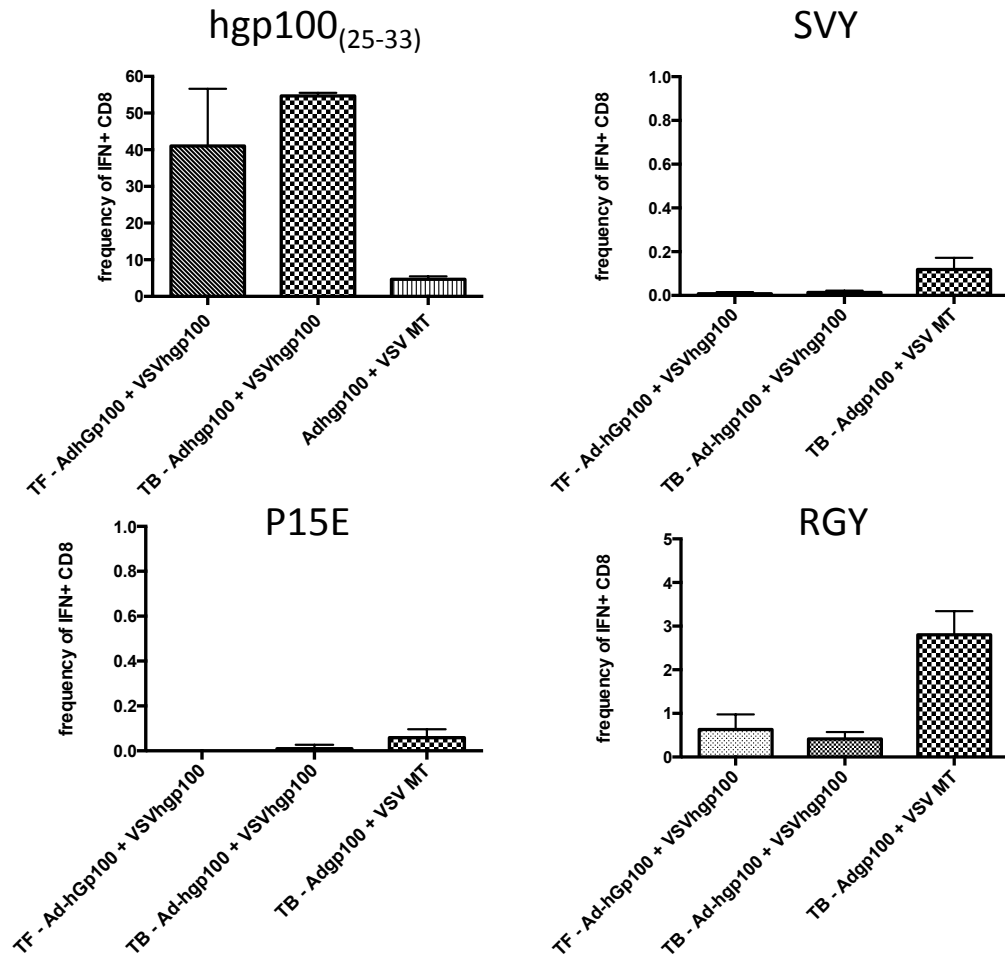 hgp100(25-33)
frequency of IFN+ CD8
60
50
40
30
20
10
0
TF - AdhGp100 + VSVhgp100
TB - Adhgp100 + VSVhgp100
Adhgp100 + VSV MT
SVY
frequency of IFN+ CD8
1.0
0.8
0.6
0.4
0.2
0.0
TF - Ad-hGp100 + VSVhgp100
TB - Ad-hgp100 + VSVhgp100
TB - Adgp100 + VSV MT
P15E
frequency of IFN+ CD8
1.0
0.8
0.6
0.4
0.2
0.0
TF - Ad-hGp100 + VSVhgp100
TB - Ad-hgp100 + VSVhgp100
TB - Adgp100 + VSV MT
RGY
frequency of IFN+ CD8
5
4
3
2
1
0
TF - Ad-hGp100 + VSVhgp100
TB - Ad-hgp100 + VSVhgp100
TB - Adgp100 + VSV MT